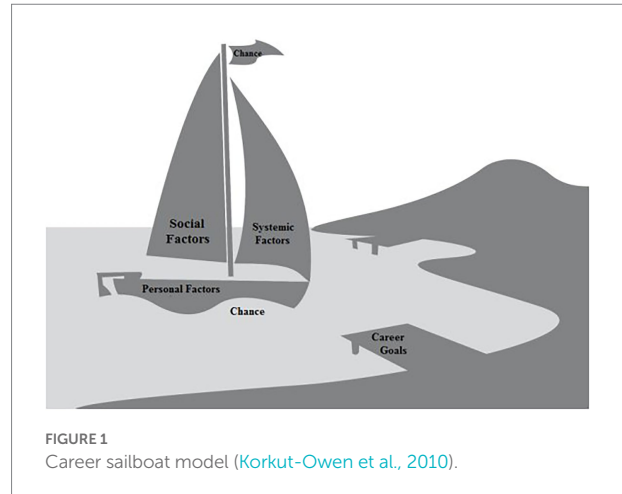 Chance
Social
Factors
Systemic
Factors
Personal Factors
Chance
Career
Goals
FIGURE 1
Career sailboat model (Korkut-Owen et al., 2010).